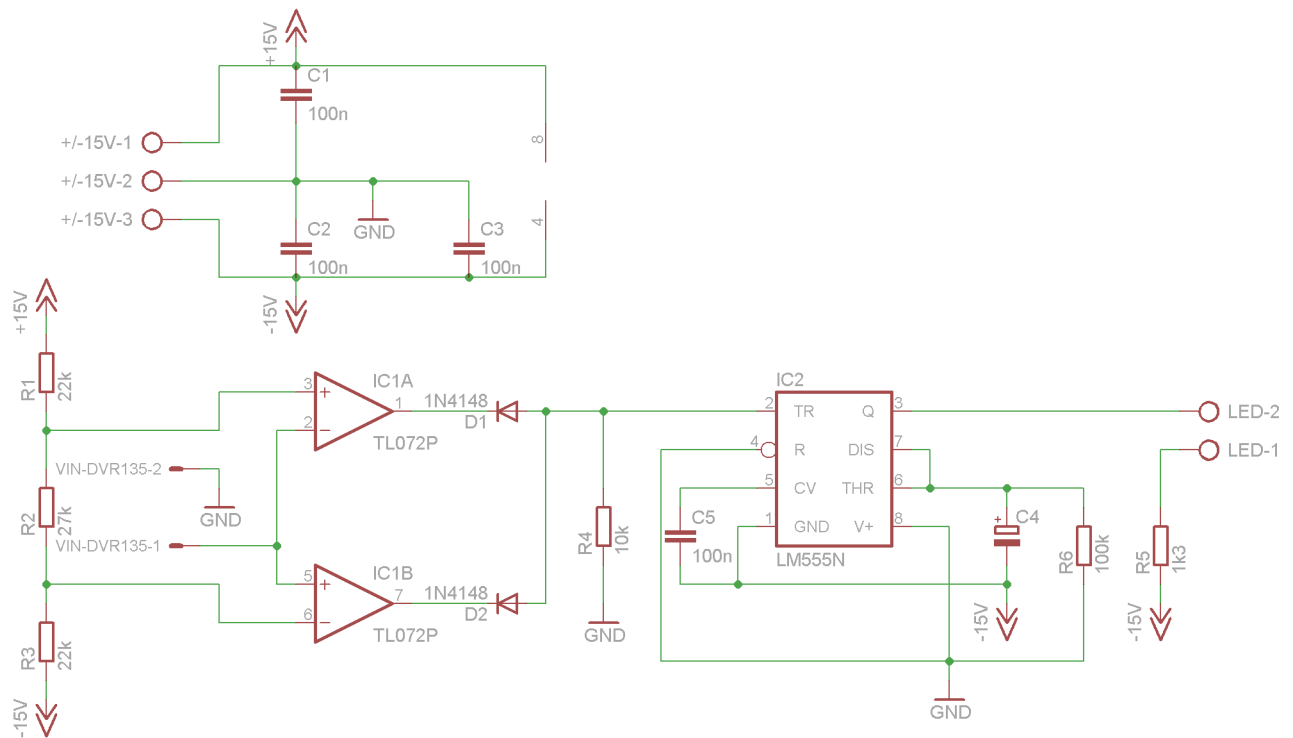 +15V
C1
100n
+/-15V-1
8
+/-15V-2
+/-15V-3
4
C2
100n
GND
C3
100n
-15V
+15V
R1
22k
3
+
2
−
IC1A
1
TL072P
1N4148
D1
VIN-DVR135-2
GND
R2
27k
VIN-DVR135-1
5
+
6
−
IC1B
7
TL072P
1N4148
D2
R3
22k
-15V
R4
10k
GND
IC2
2
TR
Q
3
4
R
DIS
7
5
CV
THR
6
1
GND
V+
8
LM555N
C5
100n
+
C4
-15V
R6
100k
GND
LED-2
LED-1
R5
1k3
-15V